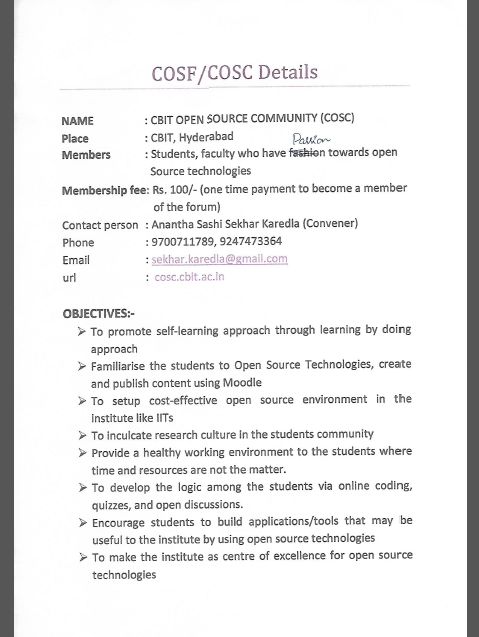 COSF/COSC Details
NAME : CBIT OPEN SOURCE COMMUNITY (COSC)
Place : CBIT, Hyderabad
Passion
Members : Students, faculty who have fashion towards open
Source technologies
Membership fee: Rs. 100/- (one time payment to become a member
of the forum)
Contact person : Anantha Sashi Sekhar Karedla (Convener)
Phone : 9700711789, 9247473364
Email : sekhar.karedla@gmail.com
url : cosc.cbit.ac.in
OBJECTIVES:-
➢ To promote self-learning approach through learning by doing
approach
➢ Familiarise the students to Open Source Technologies, create
and publish content using Moodle
➢ To setup cost-effective open source environment in the
institute like IITs
➢ To inculcate research culture in the students community
➢ Provide a healthy working environment to the students where
time and resources are not the matter.
➢ To develop the logic among the students via online coding,
quizzes, and open discussions.
➢ Encourage students to build applications/tools that may be
useful to the institute by using open source technologies
➢ To make the institute as centre of excellence for open source
technologies